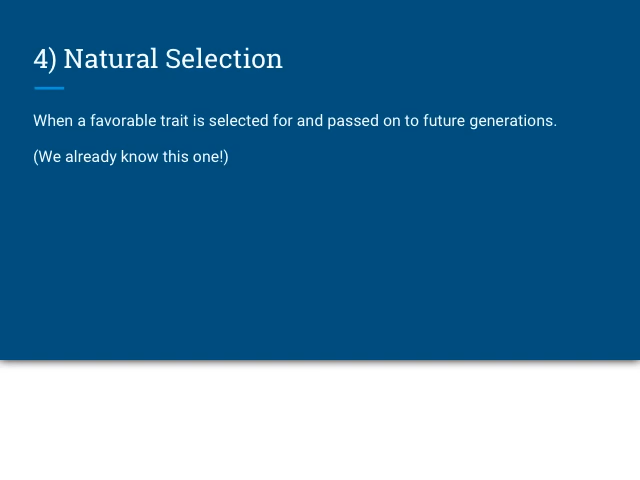 4) Natural Selection
When a favorable trait is selected for and passed on to future generations.
(We already know this one!)